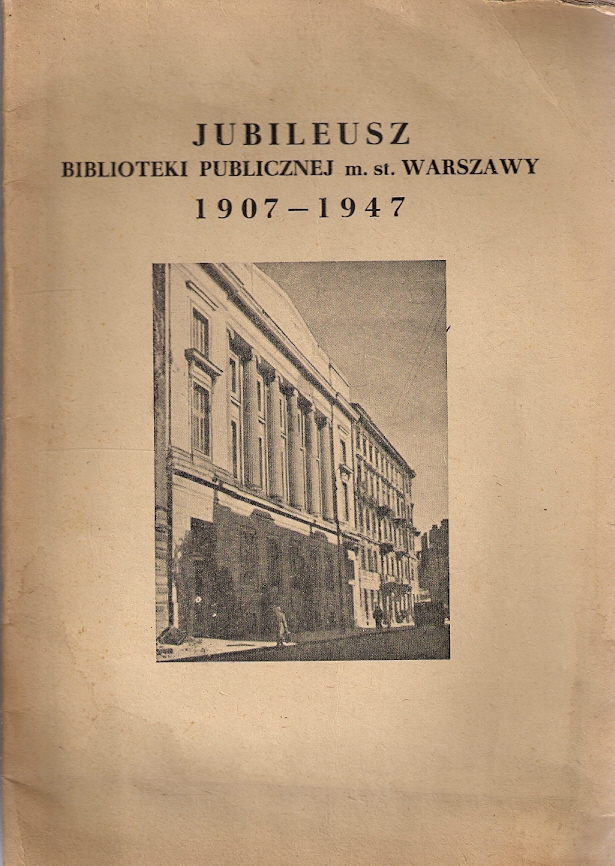 JUBILEUSZ
BIBLIOTEKI PUBLICZNEJ m. st. WARSZAWY
1907–1947